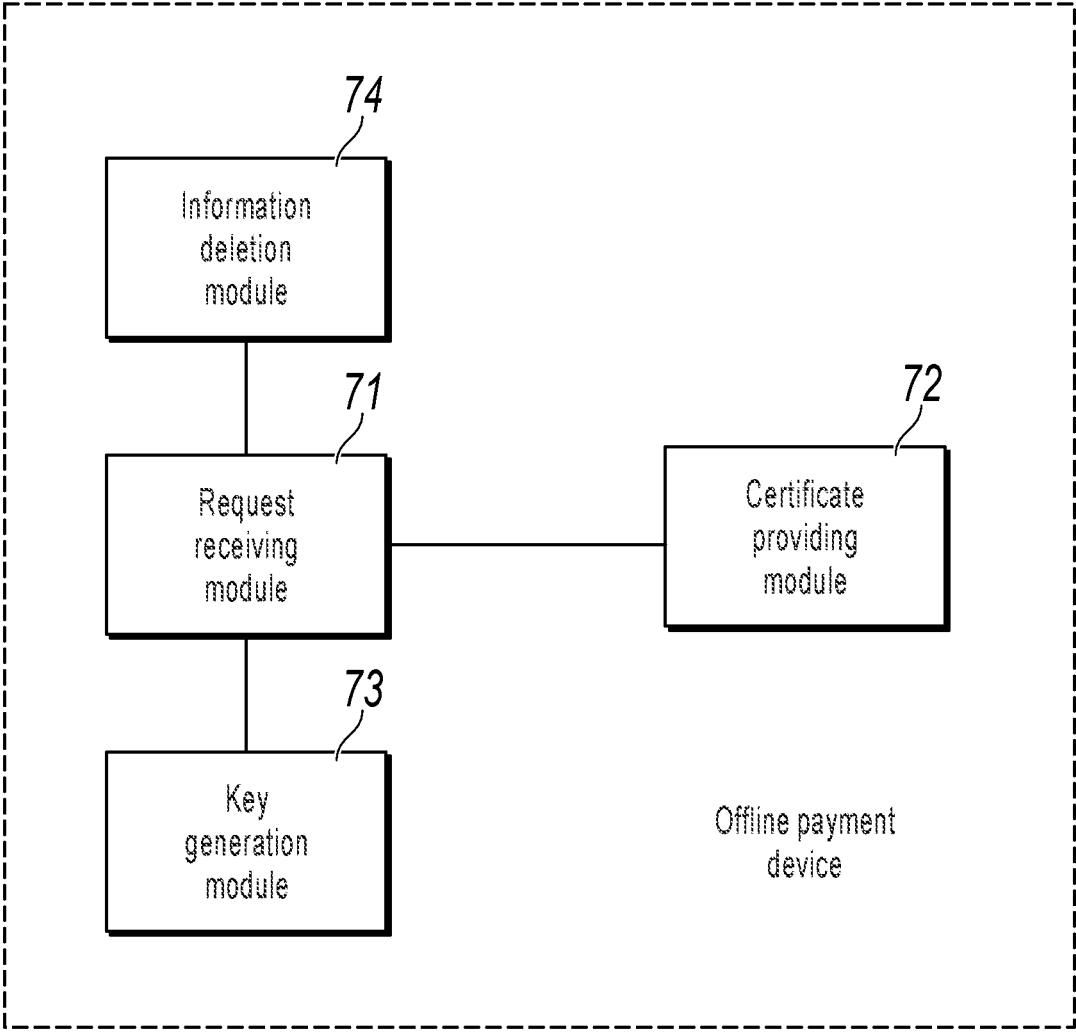 74
Information
deletion
module
71
Request
receiving
module
72
Certificate
providing
module
73
Key
generation
module
Offline payment
device